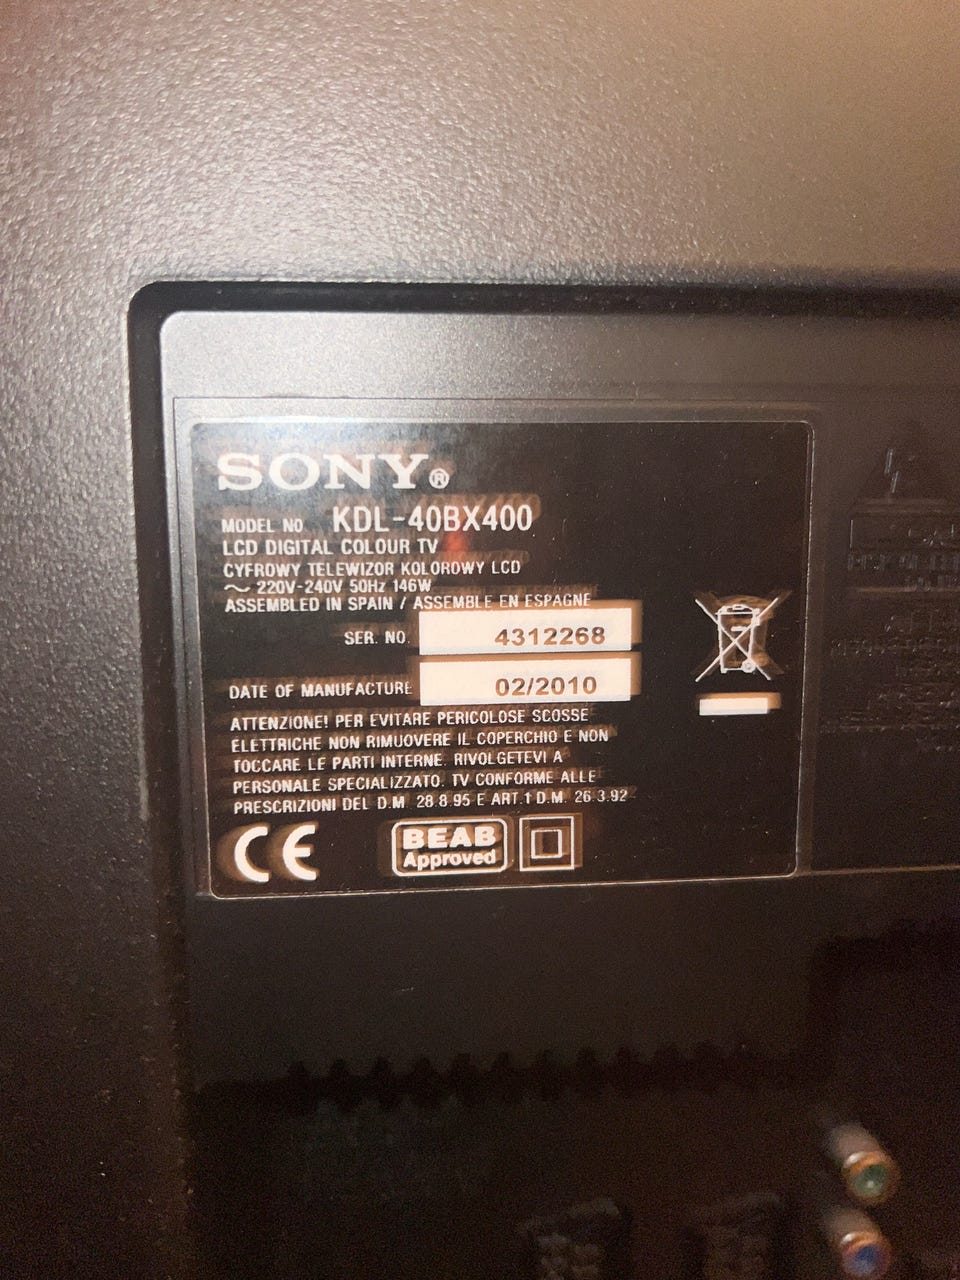 SONY®
MODEL NO KDL-40BX400
LCD DIGITAL COLOUR TV
CYFROWY TELEWIZOR KOLOROWY LCD
～ 220V-240V 50Hz 146W
ASSEMBLED IN SPAIN / ASSEMBLE EN ESPAGNE
SER. NO. 4312268
DATE OF MANUFACTURE 02/2010
ATTENZIONE! PER EVITARE PERICOLOSE SCOSSE
ELETTRICHE NON RIMUOVERE IL COPERCHIO E NON
TOCCARE LE PARTI INTERNE. RIVOLGETEVI A
PERSONALE SPECIALIZZATO. TV CONFORME ALLE
PRESCRIZIONI DEL D.M. 28.8.95 E ART.1 D.M. 26.3.92
CE
BEAB
Approved